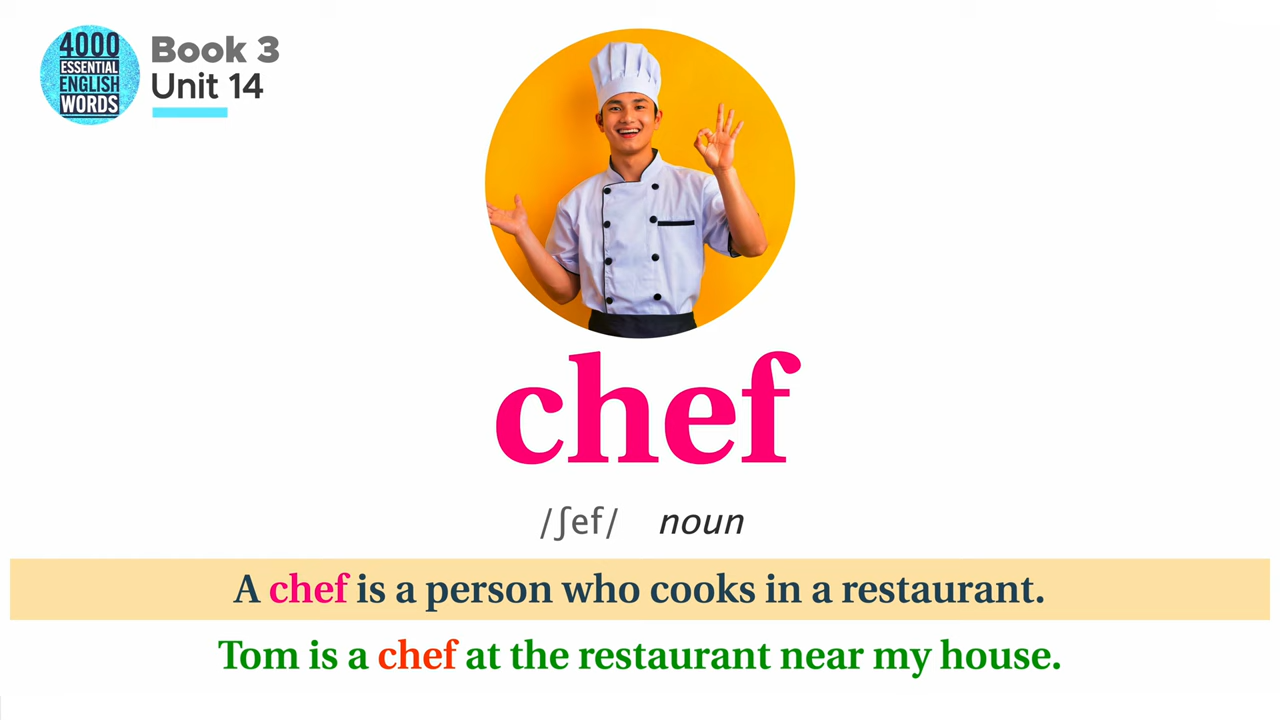 4000
ESSENTIAL
ENGLISH
WORDS
Book 3
Unit 14
chef
/ʃef/ noun
A chef is a person who cooks in a restaurant.
Tom is a chef at the restaurant near my house.